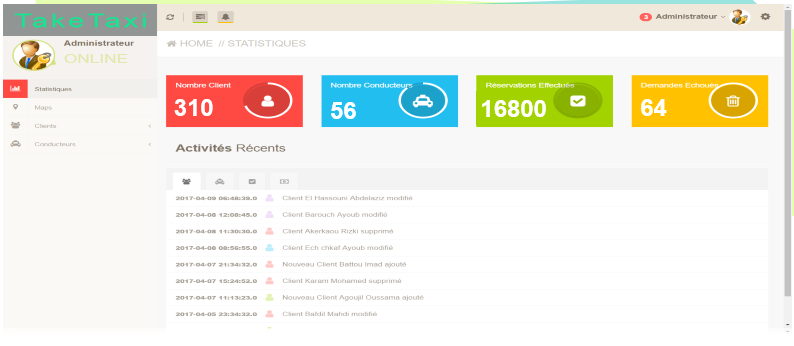 TakeTaxi
3 Administrateur
Administrateur
ONLINE
HOME // STATISTIQUES
Statistiques
Maps
Clients
Conducteurs
Nombre Client
310
Nombre Conducteurs
56
Réservations Effectués
16800
Demandes Echoués
64
Activités Récents
2017-04-09 06:48:39.0 Client El Hassouni Abdelaziz modifié
2017-04-08 12:08:45.0 Client Barouch Ayoub modifié
2017-04-08 11:30:30.0 Client Akerkaou Rizki supprimé
2017-04-08 08:56:55.0 Client Ech chkaf Ayoub modifié
2017-04-07 21:34:32.0 Nouveau Client Battou Imad ajouté
2017-04-07 15:24:52.0 Client Karam Mohamed supprimé
2017-04-07 11:13:23.0 Nouveau Client Agoujil Oussama ajouté
2017-04-05 23:34:32.0 Client Bafdil Mahdi modifié